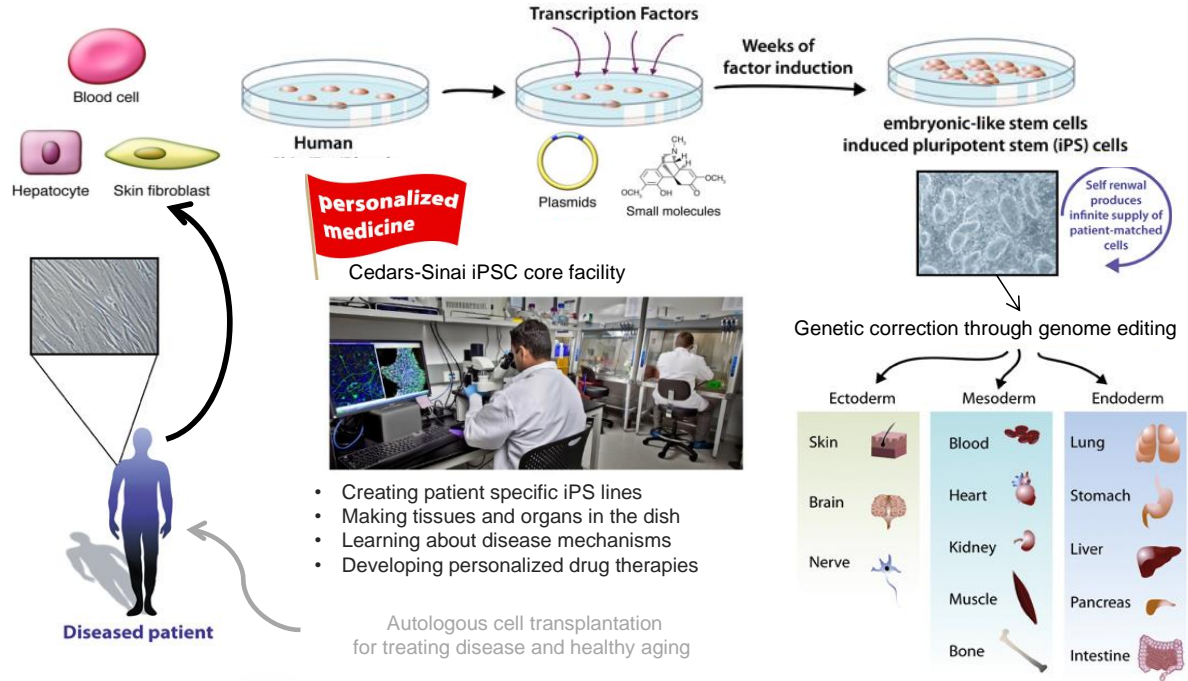 Blood cell
Hepatocyte
Skin fibroblast
Human
Transcription Factors
Plasmids
CH₃
N
H
OCH₃
OH
O
OCH₃
Small molecules
Weeks of
factor induction
embryonic-like stem cells
induced pluripotent stem (iPS) cells
Self renwal
produces
infinite supply of
patient-matched
cells
personalized
medicine
Cedars-Sinai iPSC core facility
• Creating patient specific iPS lines
• Making tissues and organs in the dish
• Learning about disease mechanisms
• Developing personalized drug therapies
Autologous cell transplantation
for treating disease and healthy aging
Diseased patient
Genetic correction through genome editing
Ectoderm
Skin
Brain
Nerve
Mesoderm
Blood
Heart
Kidney
Muscle
Bone
Endoderm
Lung
Stomach
Liver
Pancreas
Intestine